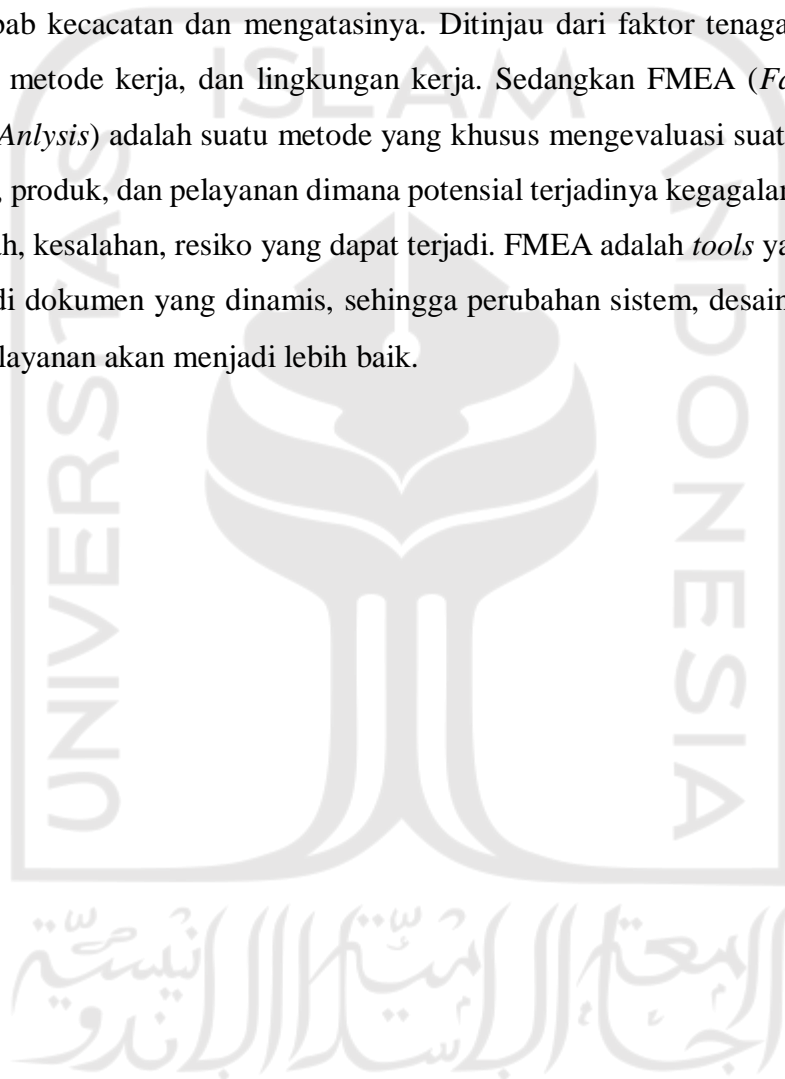 bab kecacatan dan mengatasinya. Ditinjau dari faktor tenaga
metode kerja, dan lingkungan kerja. Sedangkan FMEA (Fa
Anlysis) adalah suatu metode yang khusus mengevaluasi suat
, produk, dan pelayanan dimana potensial terjadinya kegagalan
ah, kesalahan, resiko yang dapat terjadi. FMEA adalah tools ya
di dokumen yang dinamis, sehingga perubahan sistem, desain
layanan akan menjadi lebih baik.
ISLAM
UNIVERSITAS
INDONESIA